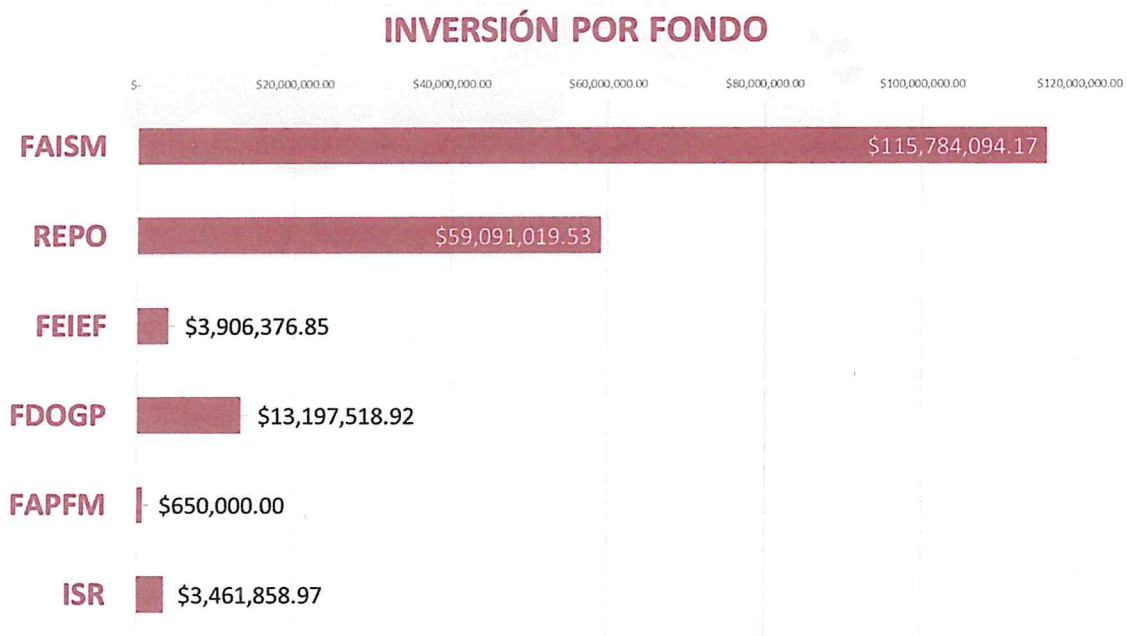 INVERSIÓN POR FONDO
$- $20,000,000.00 $40,000,000.00 $60,000,000.00 $80,000,000.00 $100,000,000.00 $120,000,000.00
FAISM $115,784,094.17
REPO $59,091,019.53
FEIEF $3,906,376.85
FDOGP $13,197,518.92
FAPFM $650,000.00
ISR $3,461,858.97